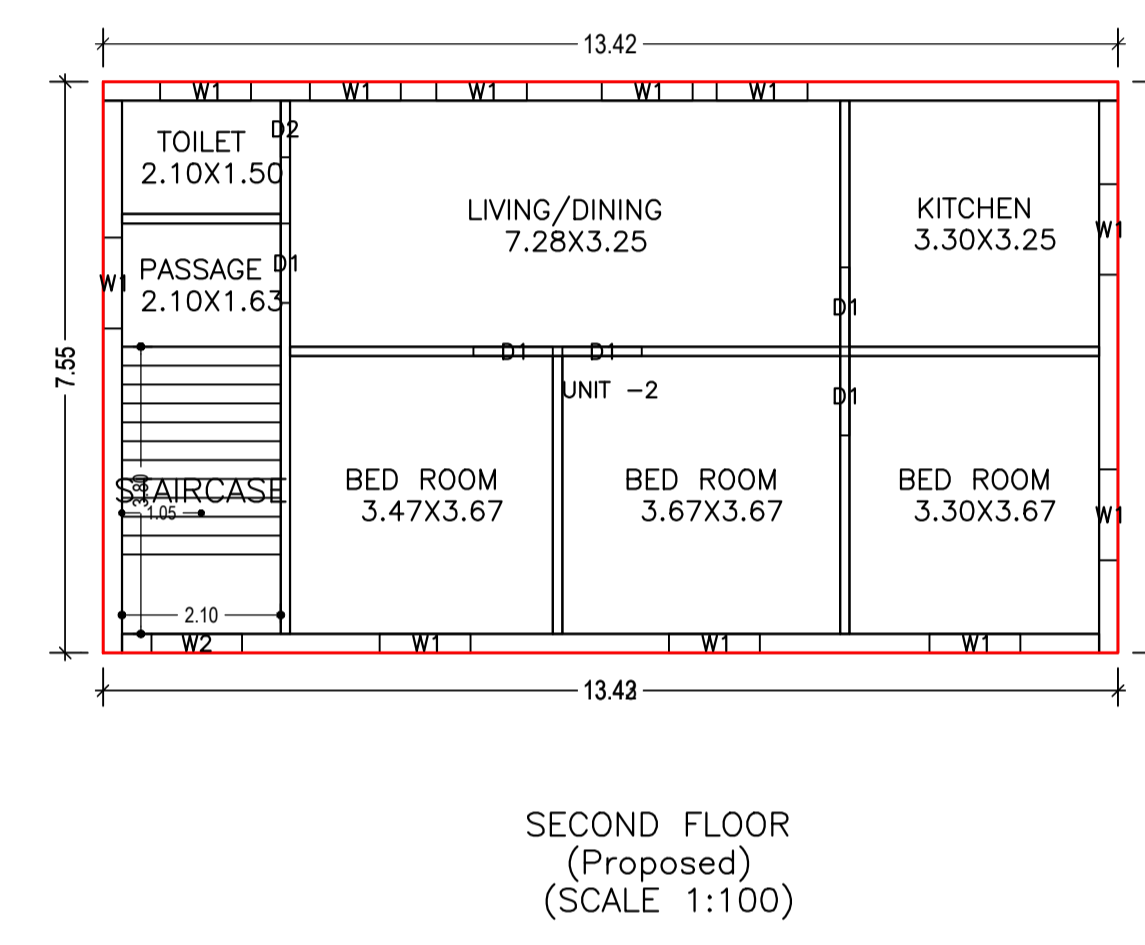 13.42
W1 W1 W1 W1 W1
D2
TOILET
2.10X1.50
LIVING/DINING
7.28X3.25
KITCHEN
3.30X3.25
W1
PASSAGE D1
2.10X1.63
W1
D1
7.55
D1 D1
UNIT -2
D1
BED ROOM
3.47X3.67
BED ROOM
3.67X3.67
BED ROOM
3.30X3.67
STAIRCASE
3.80
1.05
W1
2.10
W2 W1 W1 W1
SECOND FLOOR
(Proposed)
(SCALE 1:100)